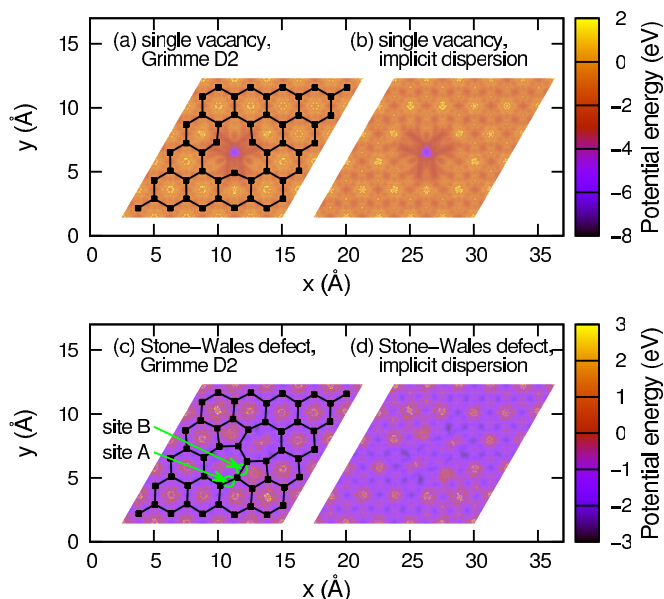 (a) single vacancy,
Grimme D2
(b) single vacancy,
implicit dispersion
y (Å)
15
10
5
0
0 5 10 15 20 25 30 35
x (Å)
2
0
−2
−4
−6
−8
Potential energy (eV)
(c) Stone−Wales defect,
Grimme D2
(d) Stone−Wales defect,
implicit dispersion
site B
site A
y (Å)
15
10
5
0
0 5 10 15 20 25 30 35
x (Å)
3
2
1
0
−1
−2
−3
Potential energy (eV)